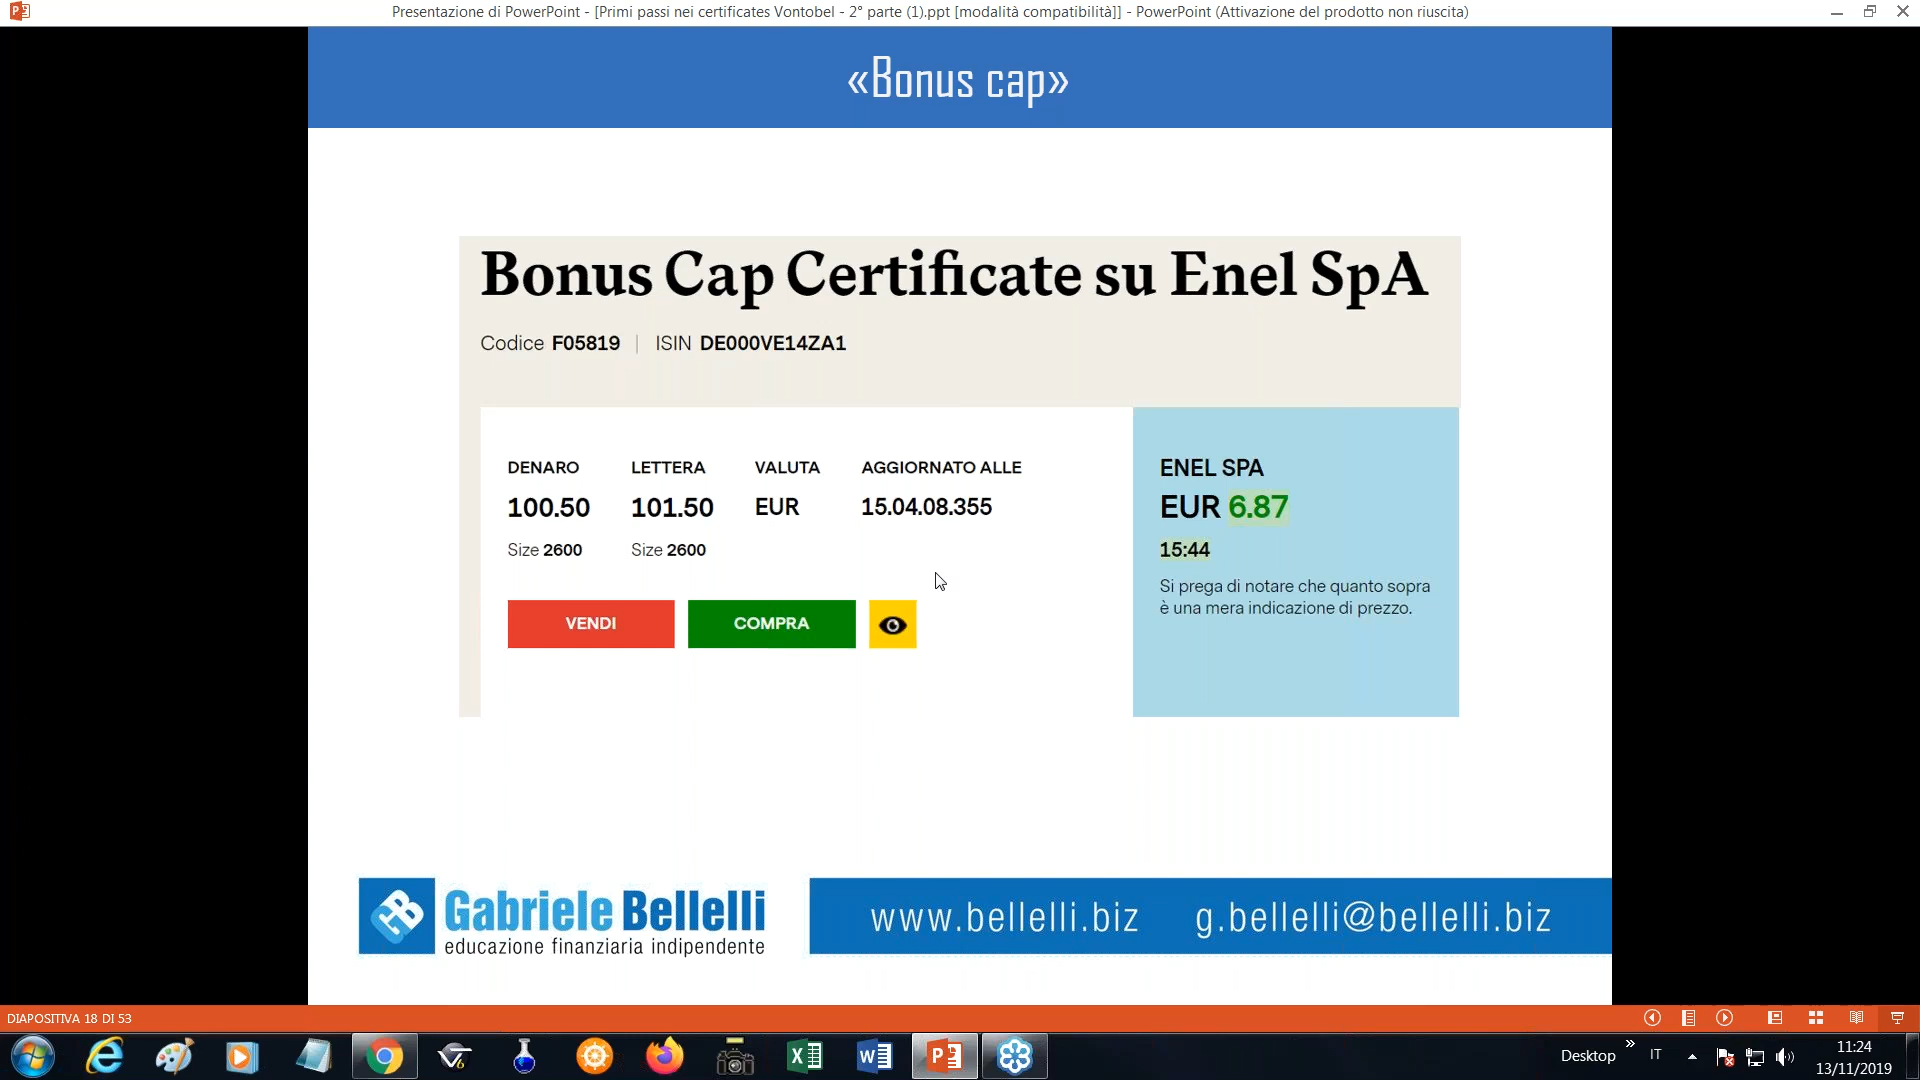 Presentazione di PowerPoint - [Primi passi nei certificates Vontobel - 2° parte (1).ppt [modalità compatibilità]] - PowerPoint (Attivazione del prodotto non riuscita)
«Bonus cap»
Bonus Cap Certificate su Enel SpA
Codice F05819 | ISIN DE000VE14ZA1
DENARO LETTERA VALUTA AGGIORNATO ALLE
100.50 101.50 EUR 15.04.08.355
Size 2600 Size 2600
VENDI COMPRA
ENEL SPA
EUR 6.87
15:44
Si prega di notare che quanto sopra
è una mera indicazione di prezzo.
Gabriele Bellelli
educazione finanziaria indipendente
www.bellelli.biz g.bellelli@bellelli.biz
DIAPOSITIVA 18 DI 53
Desktop » IT 11:24
13/11/2019